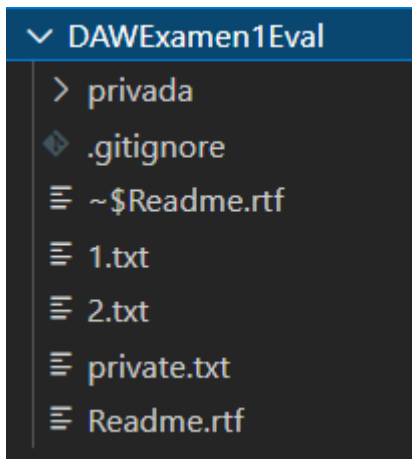 DAWExamen1Eval
privada
.gitignore
~$Readme.rtf
1.txt
2.txt
private.txt
Readme.rtf